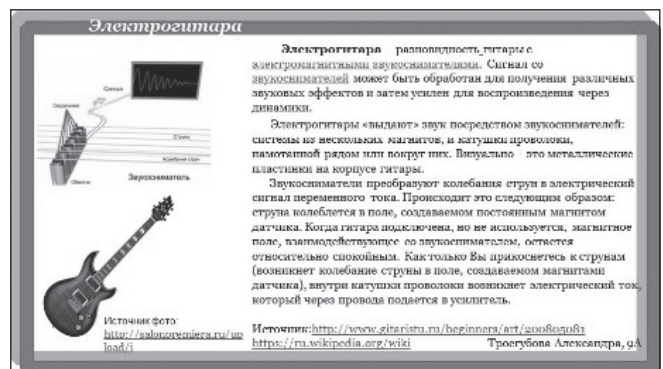 Электрогитара
Электрогитара разновидность гитары с
электромагнитными звукоснимателями. Сигнал со
звукоснимателей может быть обработан для получения различных
звуковых эффектов и затем усилен для воспроизведения через
динамики.
Электрогитары «выдают» звук посредством звукоснимателей:
системы из нескольких магнитов, и катушки проволоки,
намотанной рядом или вокруг них. Визуально – это металлические
пластинки на корпусе гитары.
Звукосниматели преобразуют колебания струн в электрический
сигнал переменного тока. Происходит это следующим образом:
струна колеблется в поле, создаваемом постоянным магнитом
датчика. Когда гитара подключена, но не используется, магнитное
поле, взаимодействующее со звукоснимателем, остается
относительно спокойным. Как только Вы прикоснетесь к струнам
(возникнет колебание струны в поле, создаваемом магнитами
датчика), внутри катушки проволоки возникнет электрический ток,
который через провода подается в усилитель.
Источник:http://www.gitaristu.ru/beginners/art/200805081
https://ru.wikipedia.org/wiki
Троегубова Александра, 9А
Сигнал
Сердечник
Струны
Колебание струн
Обмотка
Звукосниматель
Источник фото:
http://salonpremiera.ru/up
load/i